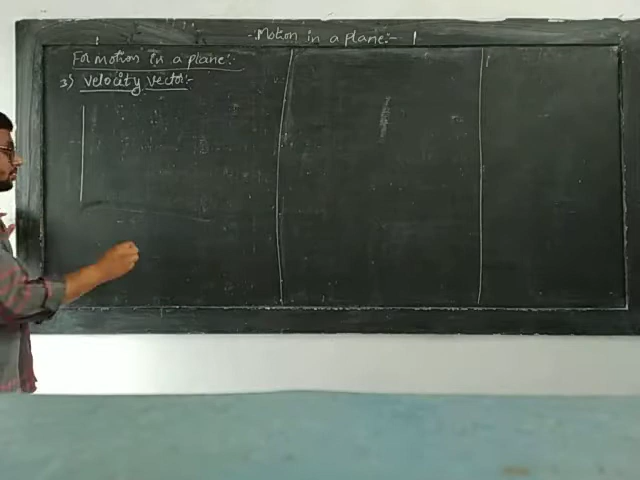 Motion in a plane:-
For motion in a plane:-
3) Velocity vector:-